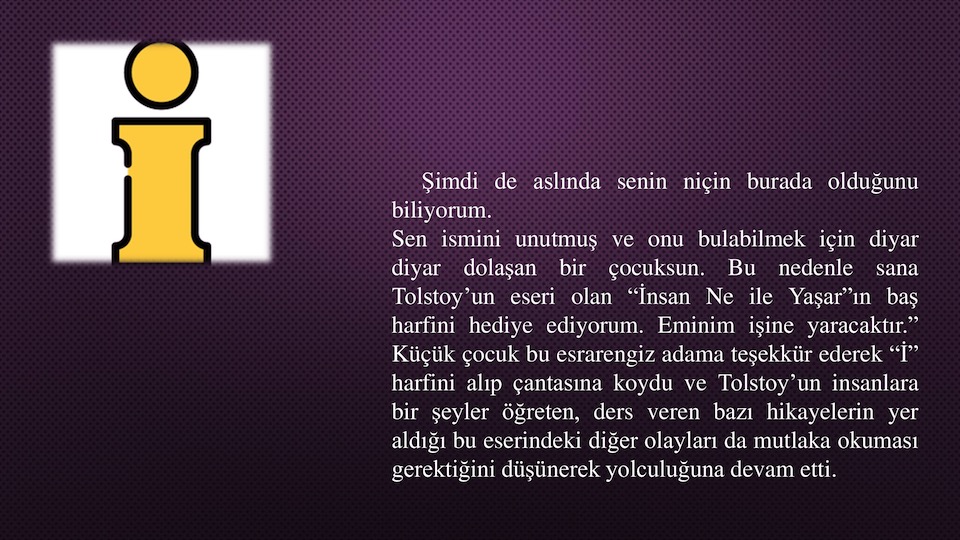 i
Şimdi de aslında senin niçin burada olduğunu
biliyorum.
Sen ismini unutmuş ve onu bulabilmek için diyar
diyar dolaşan bir çocuksun. Bu nedenle sana
Tolstoy’un eseri olan “İnsan Ne ile Yaşar”ın baş
harfini hediye ediyorum. Eminim işine yaracaktır.”
Küçük çocuk bu esrarengiz adama teşekkür ederek “İ”
harfini alıp çantasına koydu ve Tolstoy’un insanlara
bir şeyler öğreten, ders veren bazı hikayelerin yer
aldığı bu eserindeki diğer olayları da mutlaka okuması
gerektiğini düşünerek yolculuğuna devam etti.